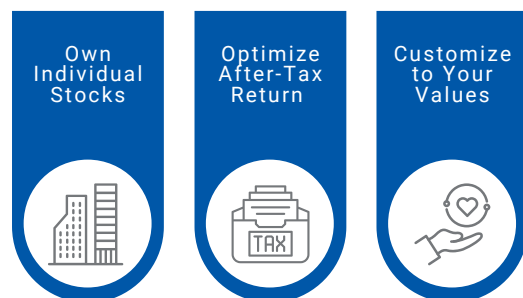 Own
Individual
Stocks
Optimize
After-Tax
Return
Customize
to Your
Values
TAX